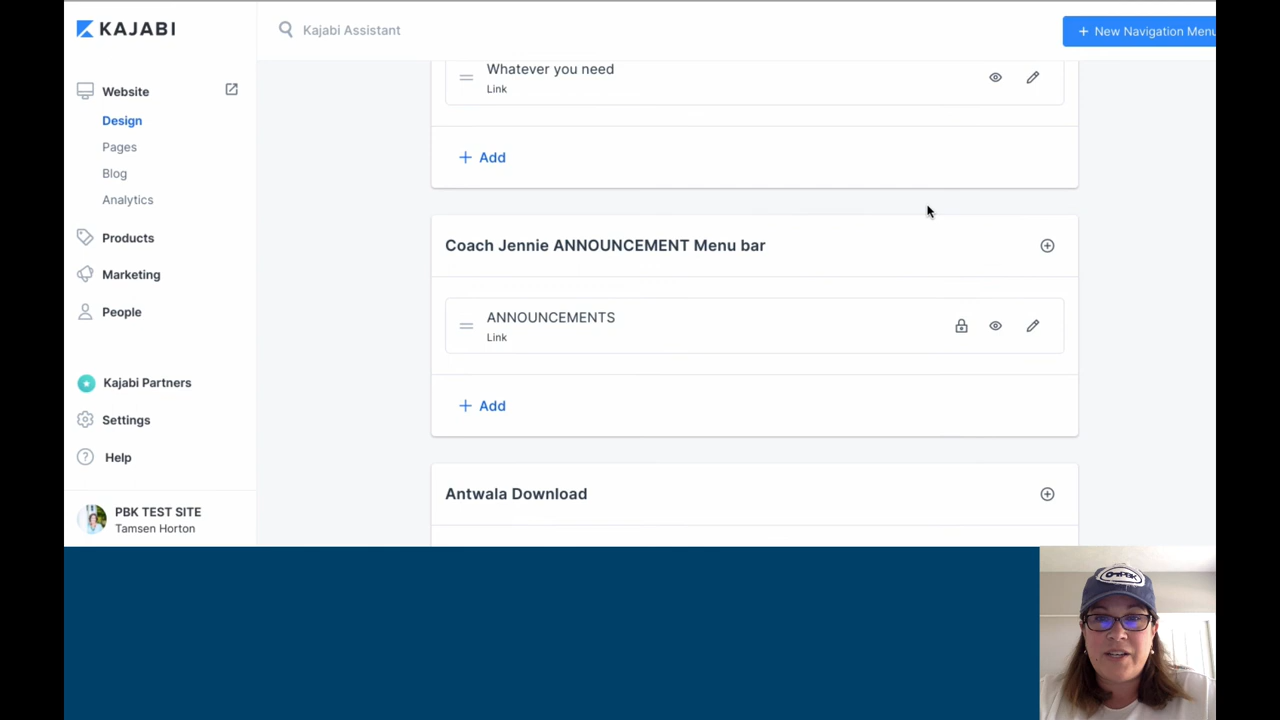 KAJABI
Kajabi Assistant
+ New Navigation Menu
Website
Design
Pages
Blog
Analytics
Products
Marketing
People
Kajabi Partners
Settings
? Help
PBK TEST SITE
Tamsen Horton
Whatever you need
Link
+ Add
Coach Jennie ANNOUNCEMENT Menu bar
ANNOUNCEMENTS
Link
+ Add
Antwala Download